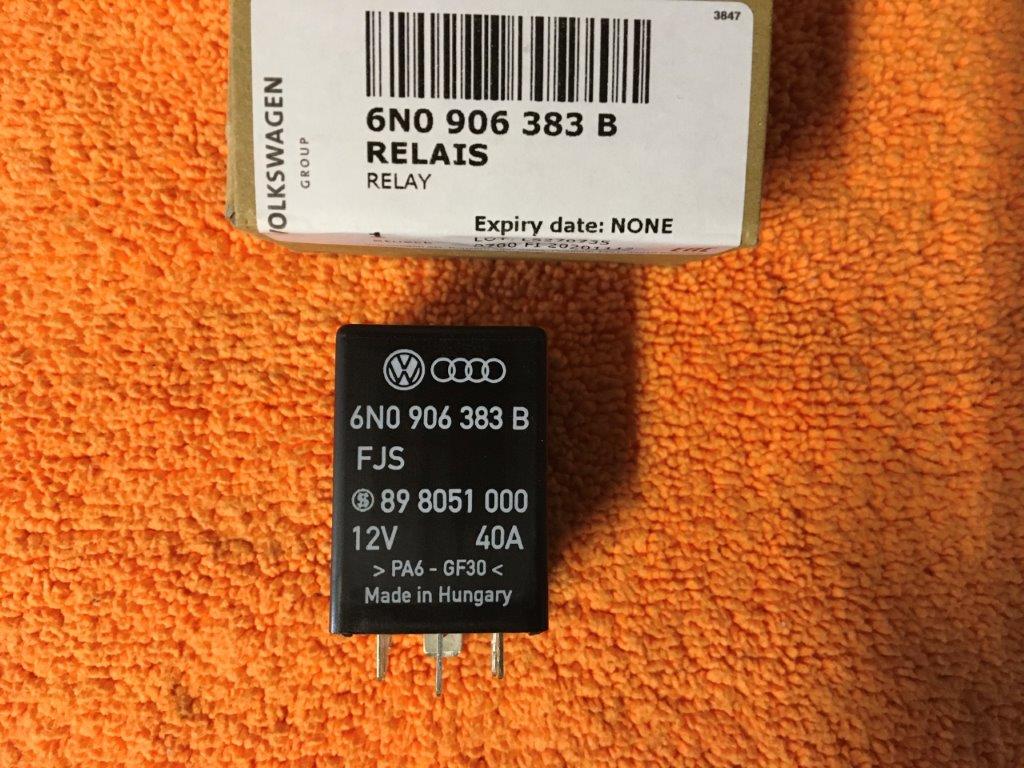 3847
VOLKSWAGEN
GROUP
6N0 906 383 B
RELAIS
RELAY
Expiry date: NONE
6N0 906 383 B
FJS
89 8051 000
12V 40A
> PA6 - GF30 <
Made in Hungary